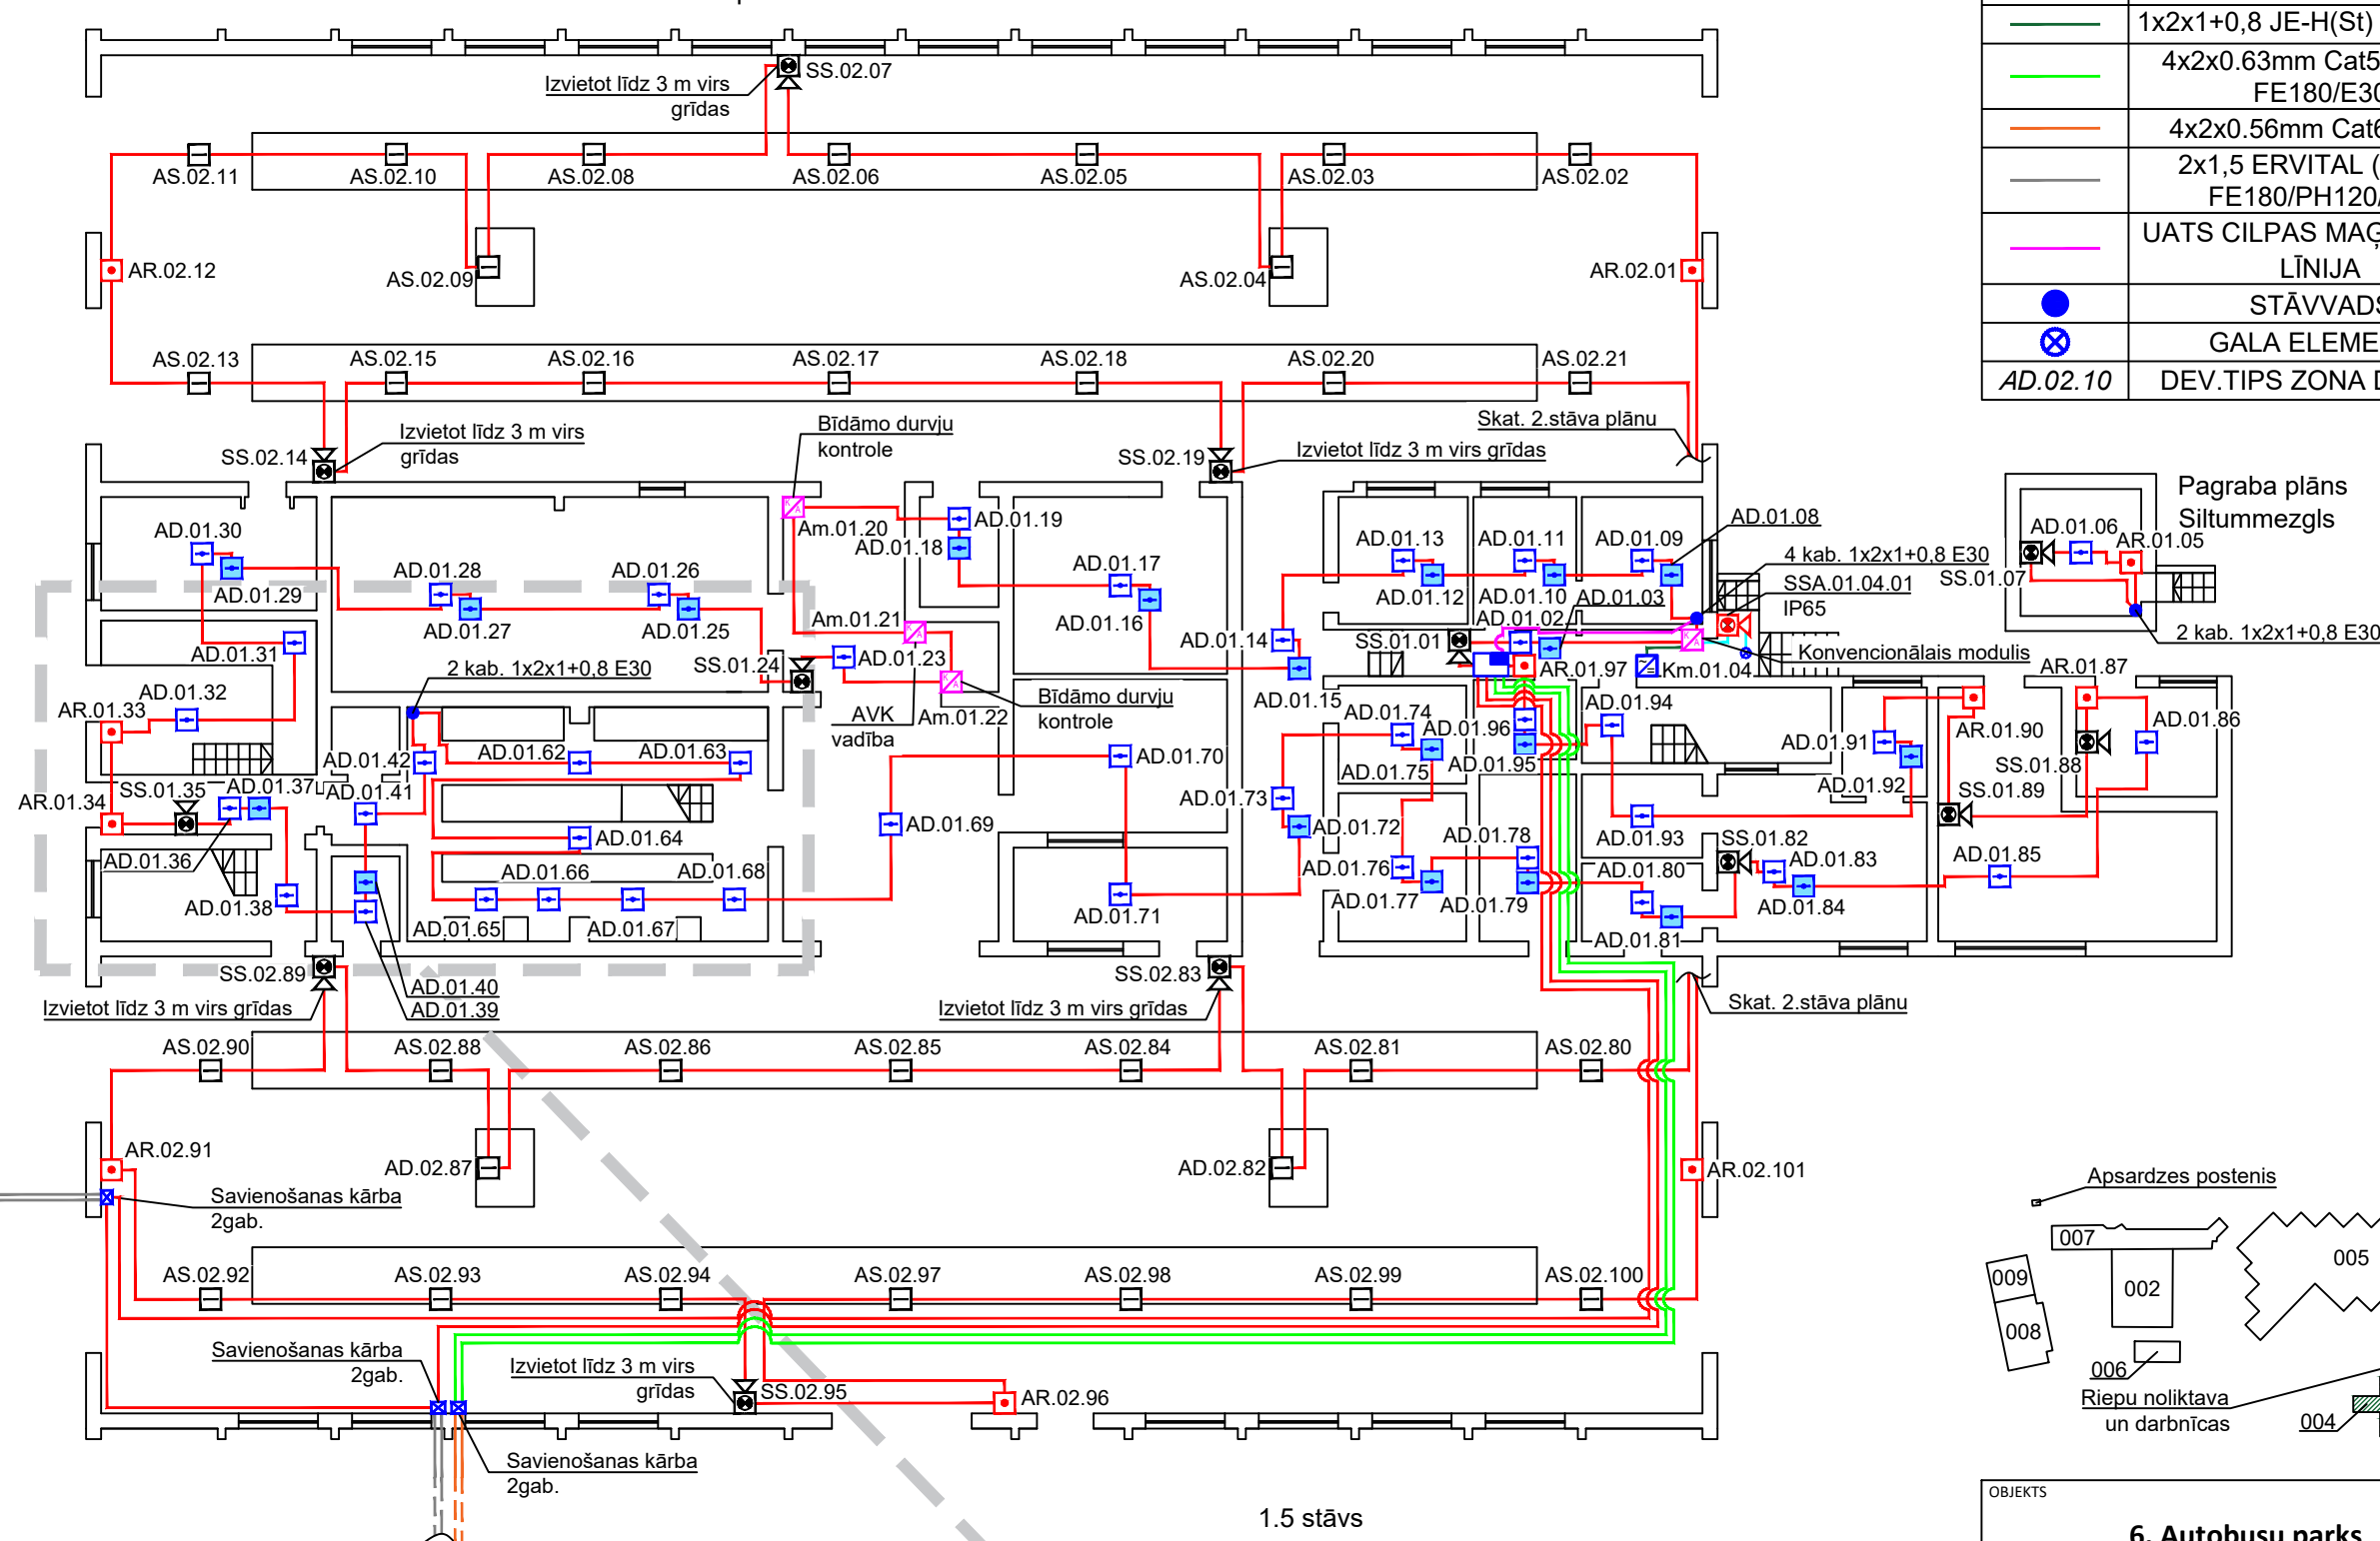 1x2x1+0,8 JE-H(St)
4x2x0.63mm Cat5
FE180/E30
4x2x0.56mm Cat6
2x1,5 ERVITAL (
FE180/PH120/
UATS CILPAS MAĢ
LĪNIJA
STĀVVADS
GALA ELEME
AD.02.10
DEV.TIPS ZONA D
Izvietot līdz 3 m virs
grīdas
SS.02.07
AS.02.11
AS.02.10
AS.02.08
AS.02.06
AS.02.05
AS.02.03
AS.02.02
AR.02.12
AS.02.09
AS.02.04
AR.02.01
AS.02.13
AS.02.15
AS.02.16
AS.02.17
AS.02.18
AS.02.20
AS.02.21
Izvietot līdz 3 m virs
grīdas
SS.02.14
Bīdāmo durvju
kontrole
SS.02.19
Izvietot līdz 3 m virs grīdas
Skat. 2.stāva plānu
Pagraba plāns
Siltummezgls
AD.01.30
AD.01.29
AD.01.28
AD.01.27
AD.01.26
AD.01.25
Am.01.20
AD.01.19
AD.01.18
AD.01.17
AD.01.16
AD.01.13
AD.01.12
AD.01.11
AD.01.10
AD.01.09
AD.01.08
AD.01.03
AD.01.02
4 kab. 1x2x1+0,8 E30
SSA.01.04.01
IP65
AD.01.06
AR.01.05
SS.01.07
2 kab. 1x2x1+0,8 E30
AD.01.31
AD.01.32
AR.01.33
2 kab. 1x2x1+0,8 E30
SS.01.24
Am.01.21
AD.01.23
AVK
vadība
Am.01.22
Bīdāmo durvju
kontrole
AD.01.14
AD.01.15
SS.01.01
AR.01.97
Km.01.04
Konvencionālais modulis
AR.01.87
AD.01.86
AR.01.90
SS.01.88
SS.01.89
AD.01.91
AD.01.92
AD.01.94
AD.01.93
AD.01.96
AD.01.95
AD.01.74
AD.01.75
AD.01.73
AD.01.72
AD.01.70
AD.01.69
AD.01.71
AD.01.42
AD.01.41
AD.01.62
AD.01.63
AD.01.64
AD.01.66
AD.01.68
AD.01.65
AD.01.67
AR.01.34
SS.01.35
AD.01.37
AD.01.36
AD.01.38
AD.01.40
AD.01.39
AD.01.76
AD.01.77
AD.01.78
AD.01.79
AD.01.80
AD.01.81
SS.01.82
AD.01.83
AD.01.84
AD.01.85
SS.02.89
Izvietot līdz 3 m virs grīdas
SS.02.83
Izvietot līdz 3 m virs grīdas
Skat. 2.stāva plānu
AS.02.90
AS.02.88
AS.02.86
AS.02.85
AS.02.84
AS.02.81
AS.02.80
AR.02.91
AD.02.87
AD.02.82
AR.02.101
Savienošanas kārba
2gab.
AS.02.92
AS.02.93
AS.02.94
AS.02.97
AS.02.98
AS.02.99
AS.02.100
Savienošanas kārba
2gab.
Izvietot līdz 3 m virs
grīdas
SS.02.95
AR.02.96
Savienošanas kārba
2gab.
1.5 stāvs
Apsardzes postenis
007
005
009
002
008
006
Riepu noliktava
un darbnīcas
004
OBJEKTS
6. Autobusu parks